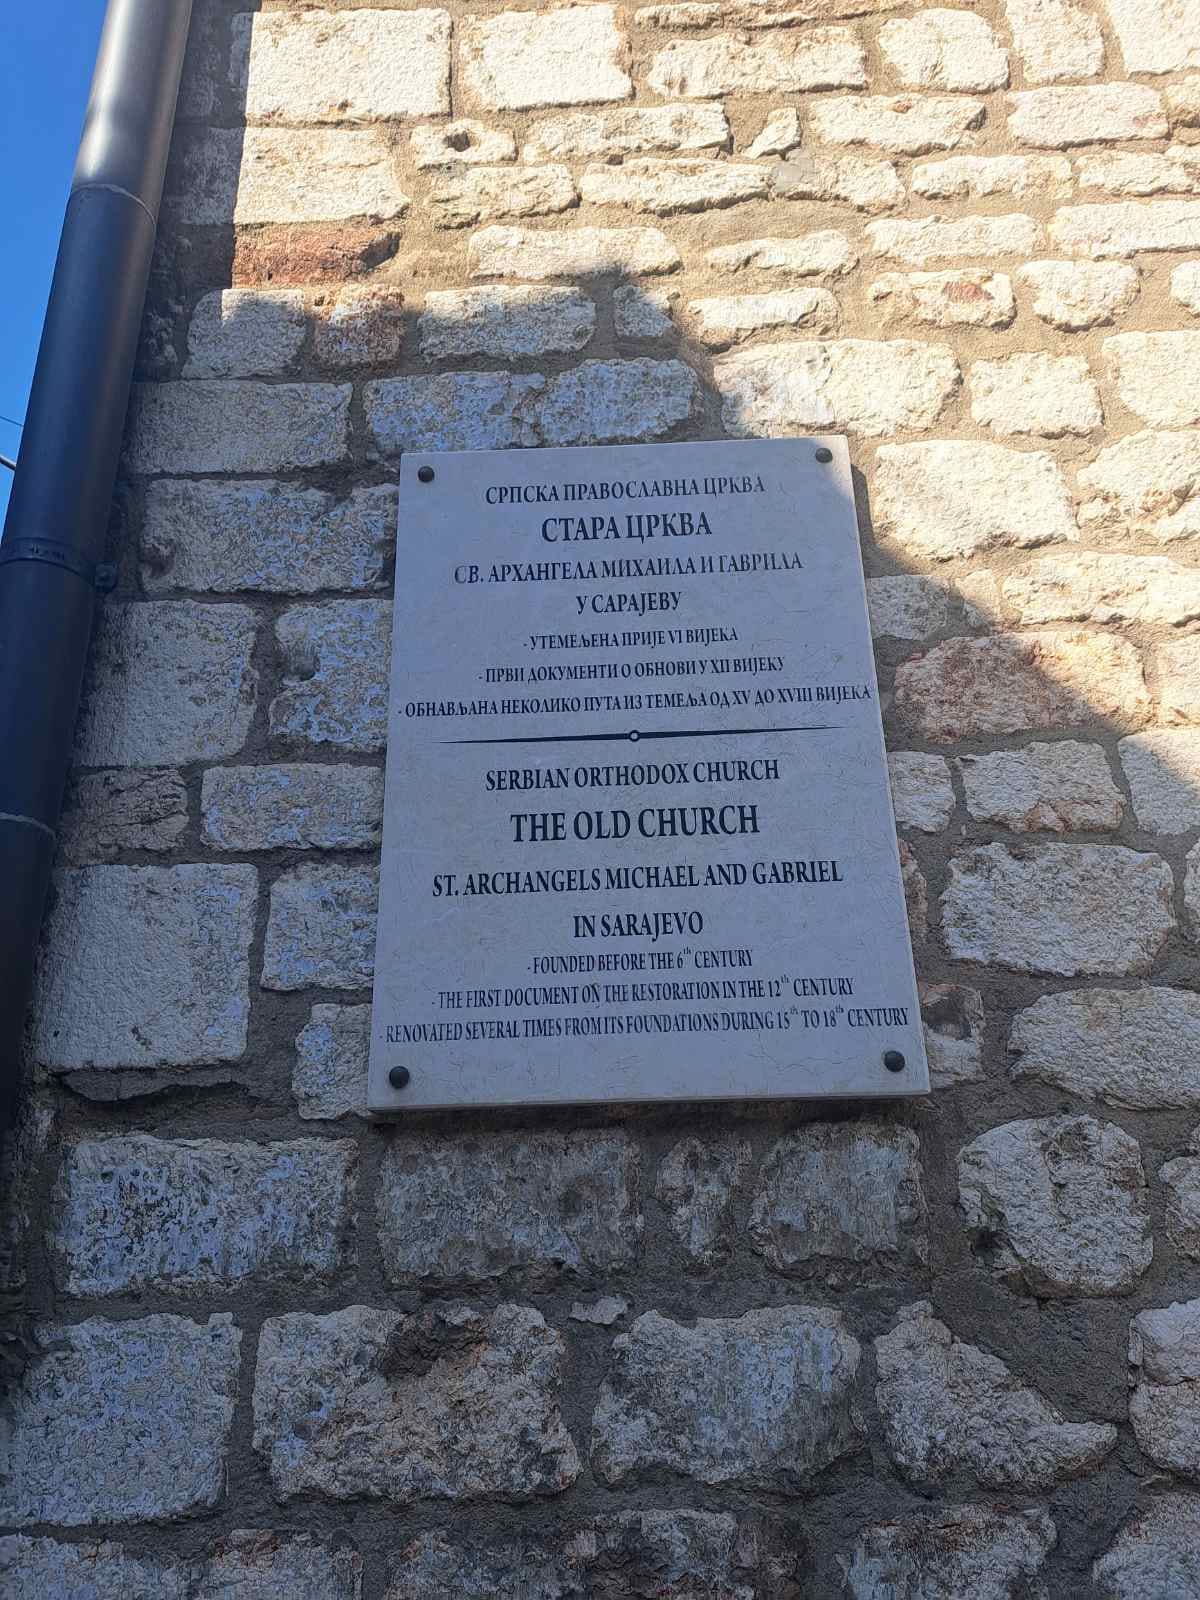 СРПСКА ПРАВОСЛАВНА ЦРКВА
СТАРА ЦРКВА
СВ. АРХАНГЕЛА МИХАИЛА И ГАВРИЛА
У САРАЈЕВУ
- УТЕМЕЉЕНА ПРИЈЕ VI ВИЈЕКА
- ПРВИ ДОКУМЕНТИ О ОБНОВИ У XII ВИЈЕКУ
- ОБНАВЉАНА НЕКОЛИКО ПУТА ИЗ ТЕМЕЉА ОД XV ДО XVIII ВИЈЕКА
SERBIAN ORTHODOX CHURCH
THE OLD CHURCH
ST. ARCHANGELS MICHAEL AND GABRIEL
IN SARAJEVO
- FOUNDED BEFORE THE 6th CENTURY
- THE FIRST DOCUMENT ON THE RESTORATION IN THE 12th CENTURY
- RENOVATED SEVERAL TIMES FROM ITS FOUNDATIONS DURING 15th TO 18th CENTURY